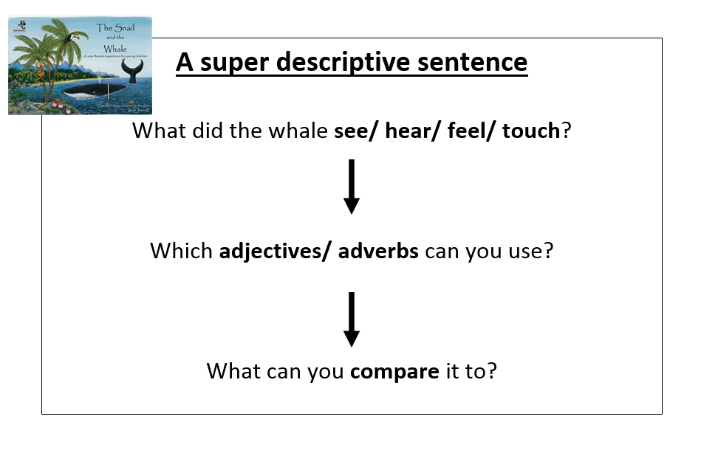 The Snail
and the
Whale
A super descriptive sentence
What did the whale see/ hear/ feel/ touch?
Which adjectives/ adverbs can you use?
What can you compare it to?